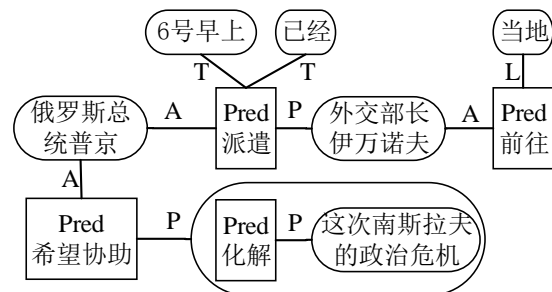 6号早上
已经
当地
T
T
L
俄罗斯总
统普京
A
Pred
派遣
P
外交部长
伊万诺夫
A
Pred
前往
A
Pred
希望协助
P
Pred
化解
P
这次南斯拉夫
的政治危机